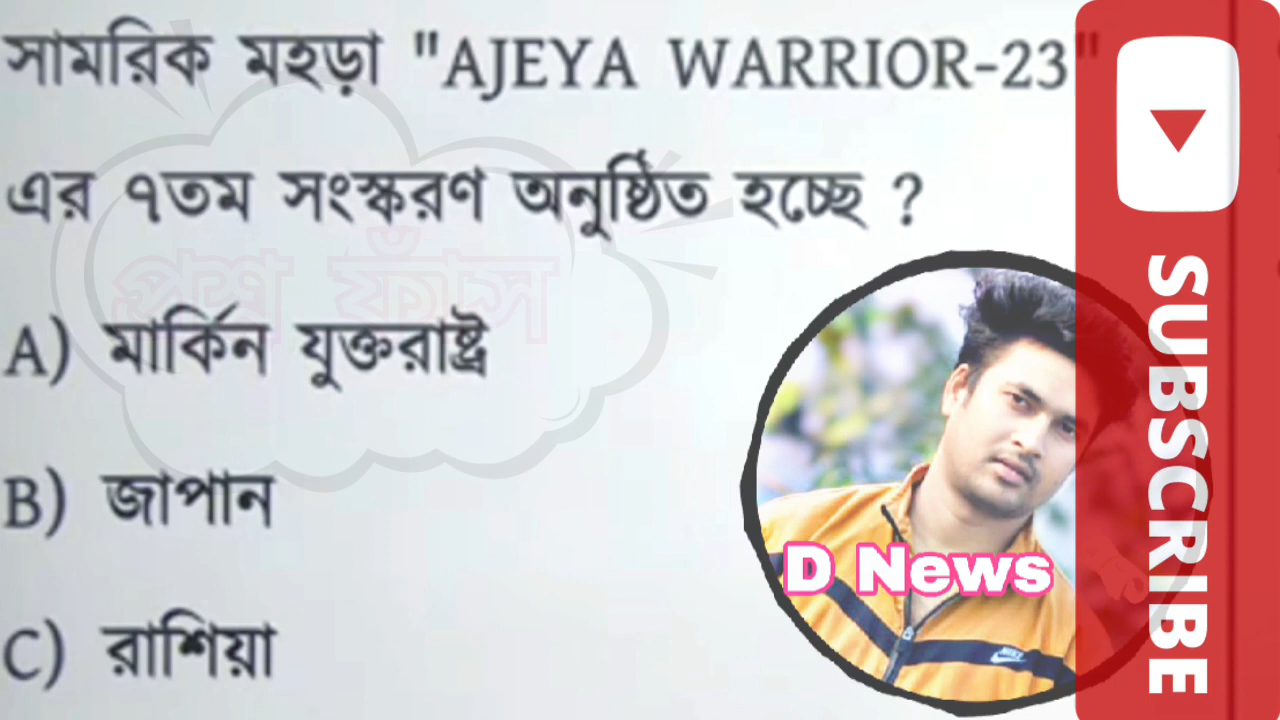 সামরিক মহড়া "AJEYA WARRIOR-23"
এর ৭তম সংস্করণ অনুষ্ঠিত হচ্ছে ?
প্রশ্ন ফাঁস
A) মার্কিন যুক্তরাষ্ট্র
B) জাপান
C) রাশিয়া
D News
SUBSCRIBE